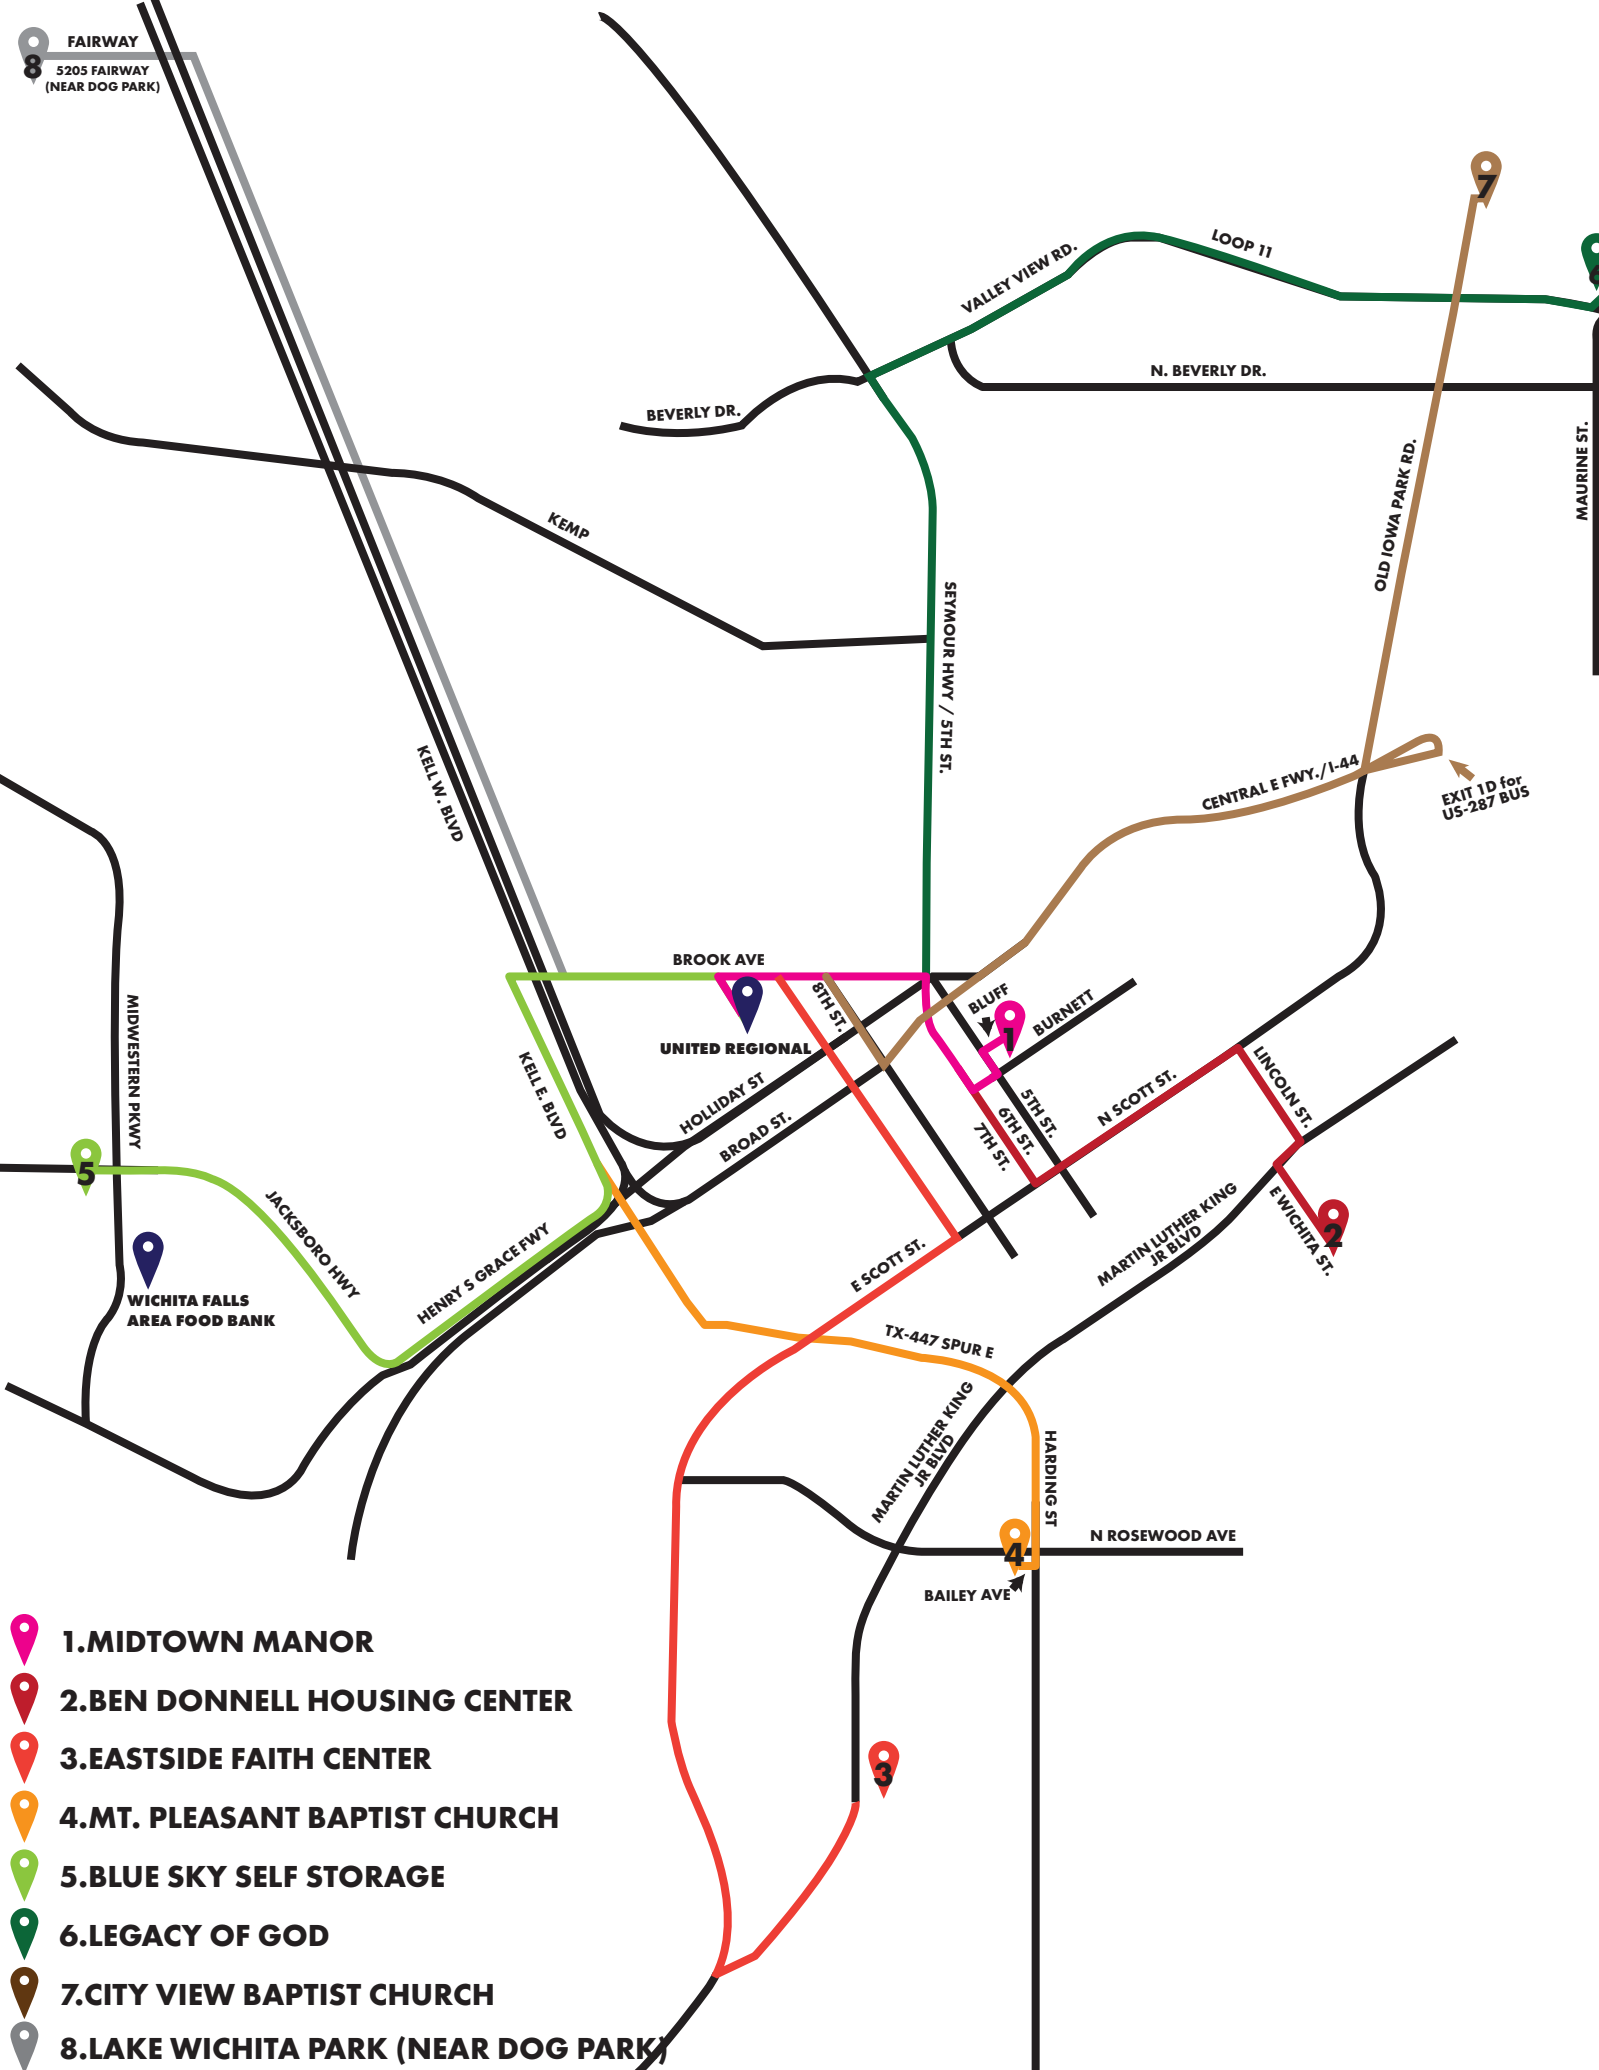 FAIRWAY
8
5205 FAIRWAY
(NEAR DOG PARK)
7
LOOP 11
VALLEY VIEW RD.
6
N. BEVERLY DR.
BEVERLY DR.
MAURINE ST.
OLD IOWA PARK RD.
KEMP
SEYMOUR HWY / 5TH ST.
KELL W. BLVD
CENTRAL E FWY./I-44
EXIT 1D for
US-287 BUS
BROOK AVE
8TH ST.
BLUFF
BURNETT
1
MIDWESTERN PKWY
UNITED REGIONAL
KELL E. BLVD
HOLLIDAY ST
BROAD ST.
5TH ST.
6TH ST.
7TH ST.
N SCOTT ST.
LINCOLN ST.
5
JACKSBORO HWY
HENRY S GRACE FWY
MARTIN LUTHER KING
JR BLVD
E WICHITA ST.
2
E SCOTT ST.
WICHITA FALLS
AREA FOOD BANK
TX-447 SPUR E
MARTIN LUTHER KING
JR BLVD
HARDING ST
N ROSEWOOD AVE
4
BAILEY AVE
3
1.MIDTOWN MANOR
2.BEN DONNELL HOUSING CENTER
3.EASTSIDE FAITH CENTER
4.MT. PLEASANT BAPTIST CHURCH
5.BLUE SKY SELF STORAGE
6.LEGACY OF GOD
7.CITY VIEW BAPTIST CHURCH
8.LAKE WICHITA PARK (NEAR DOG PARK)